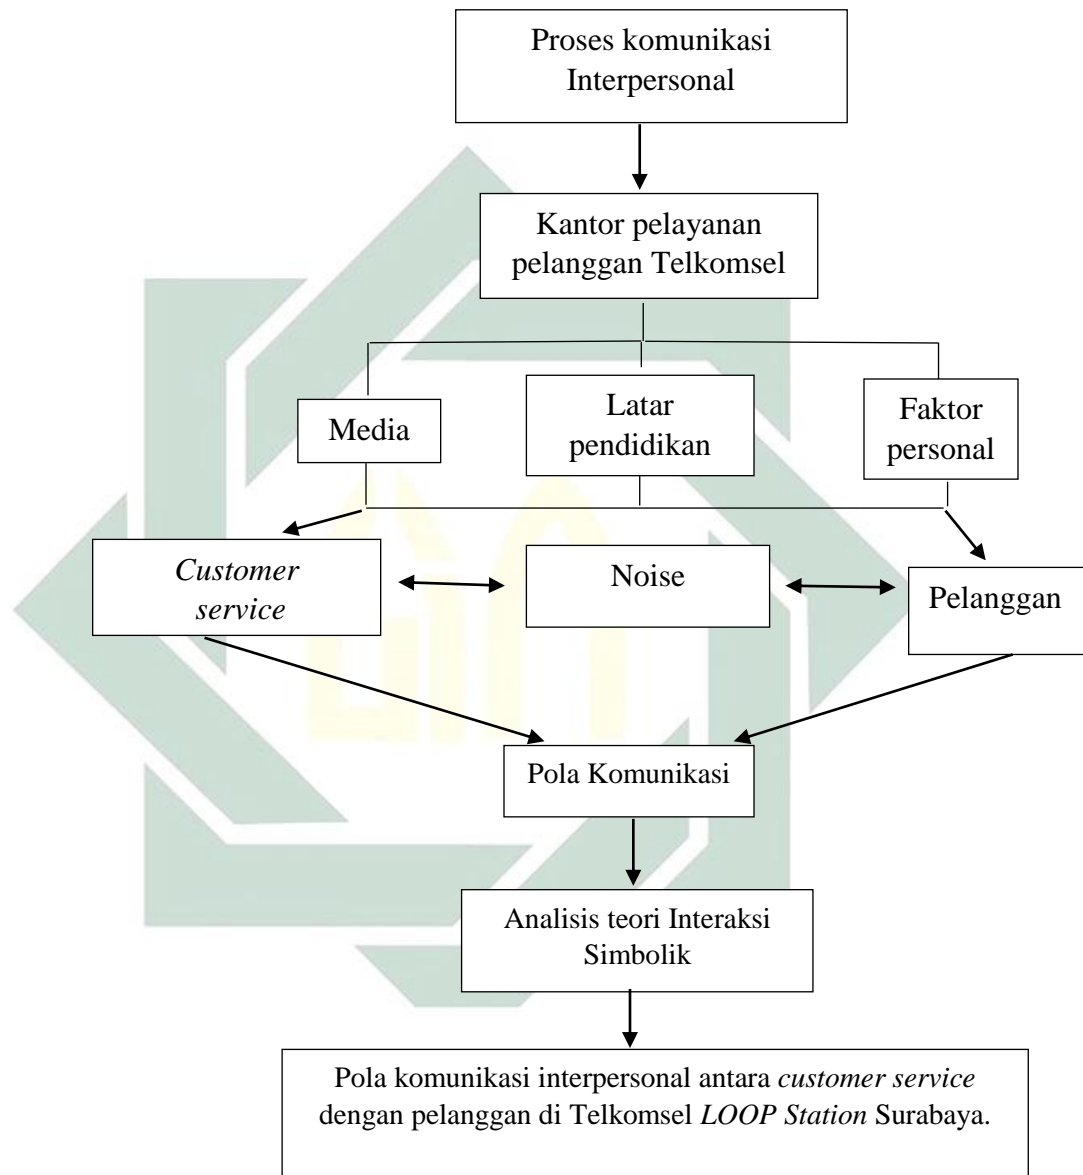 Proses komunikasi
Interpersonal
Kantor pelayanan
pelanggan Telkomsel
Media
Latar
pendidikan
Faktor
personal
Customer
service
Noise
Pelanggan
Pola Komunikasi
Analisis teori Interaksi
Simbolik
Pola komunikasi interpersonal antara customer service
dengan pelanggan di Telkomsel LOOP Station Surabaya.